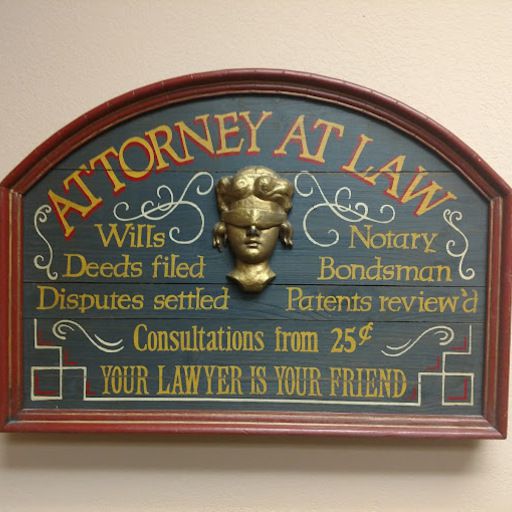 ATTORNEY AT LAW
Wills Notary
Deeds filed Bondsman
Disputes settled Patents review'd
Consultations from 25¢
YOUR LAWYER IS YOUR FRIEND